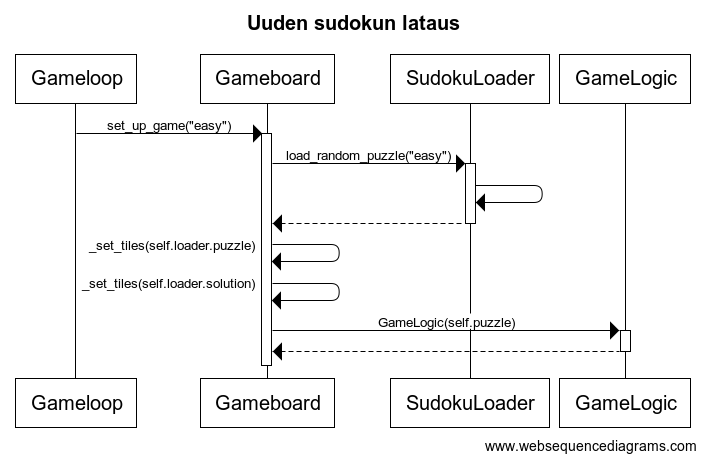 Uuden sudokun lataus
Gameloop
Gameboard
SudokuLoader
GameLogic
set_up_game("easy")
load_random_puzzle("easy")
_set_tiles(self.loader.puzzle)
_set_tiles(self.loader.solution)
GameLogic(self.puzzle)
Gameloop
Gameboard
SudokuLoader
GameLogic
www.websequencediagrams.com